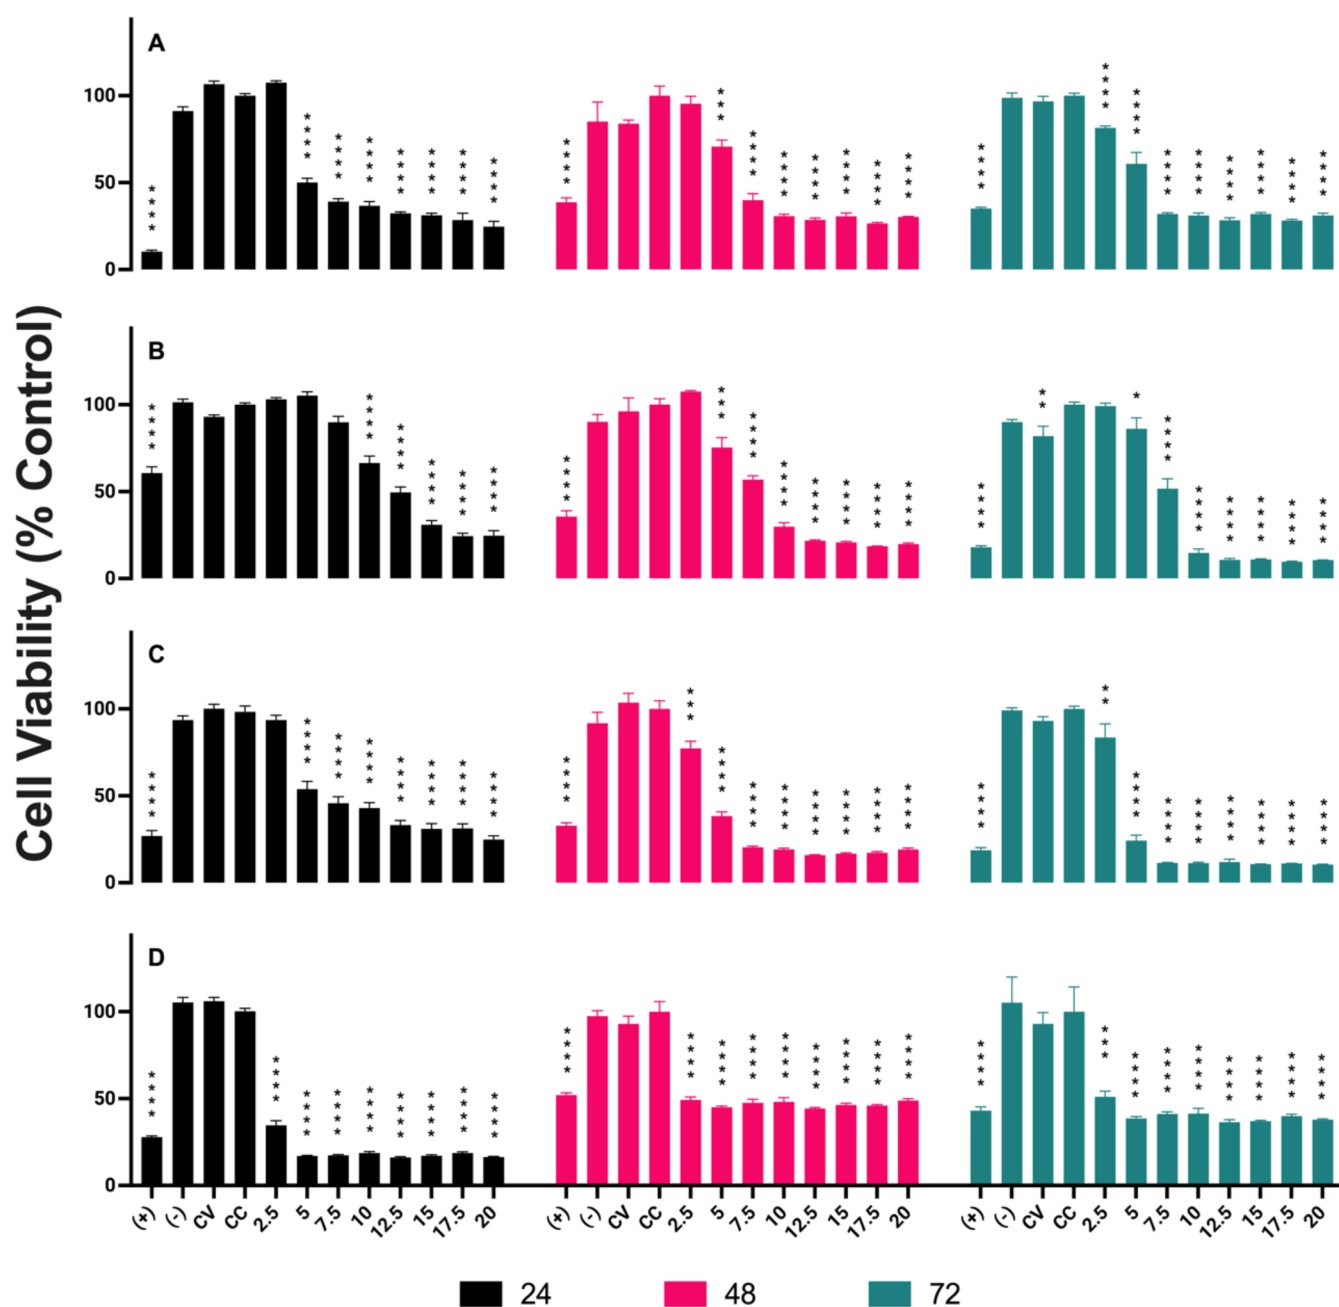 Cell Viability (% Control)
A
100
50
0
**** **** **** **** **** **** **** ****
**** *** **** **** **** **** **** ****
**** **** **** **** **** **** **** **** ****
B
100
50
0
**** **** **** **** **** ****
**** *** **** **** **** **** **** ****
**** ** * **** **** **** **** **** ****
C
100
50
0
**** **** **** **** **** **** **** ****
**** *** **** **** **** **** **** **** ****
**** ** **** **** **** **** **** **** ****
D
100
50
0
**** **** **** **** **** **** **** **** ****
**** **** **** **** **** **** **** **** ****
**** *** **** **** **** **** **** **** ****
(+) (-) CV CC 2.5 5 7.5 10 12.5 15 17.5 20
(+) (-) CV CC 2.5 5 7.5 10 12.5 15 17.5 20
(+) (-) CV CC 2.5 5 7.5 10 12.5 15 17.5 20
24 48 72